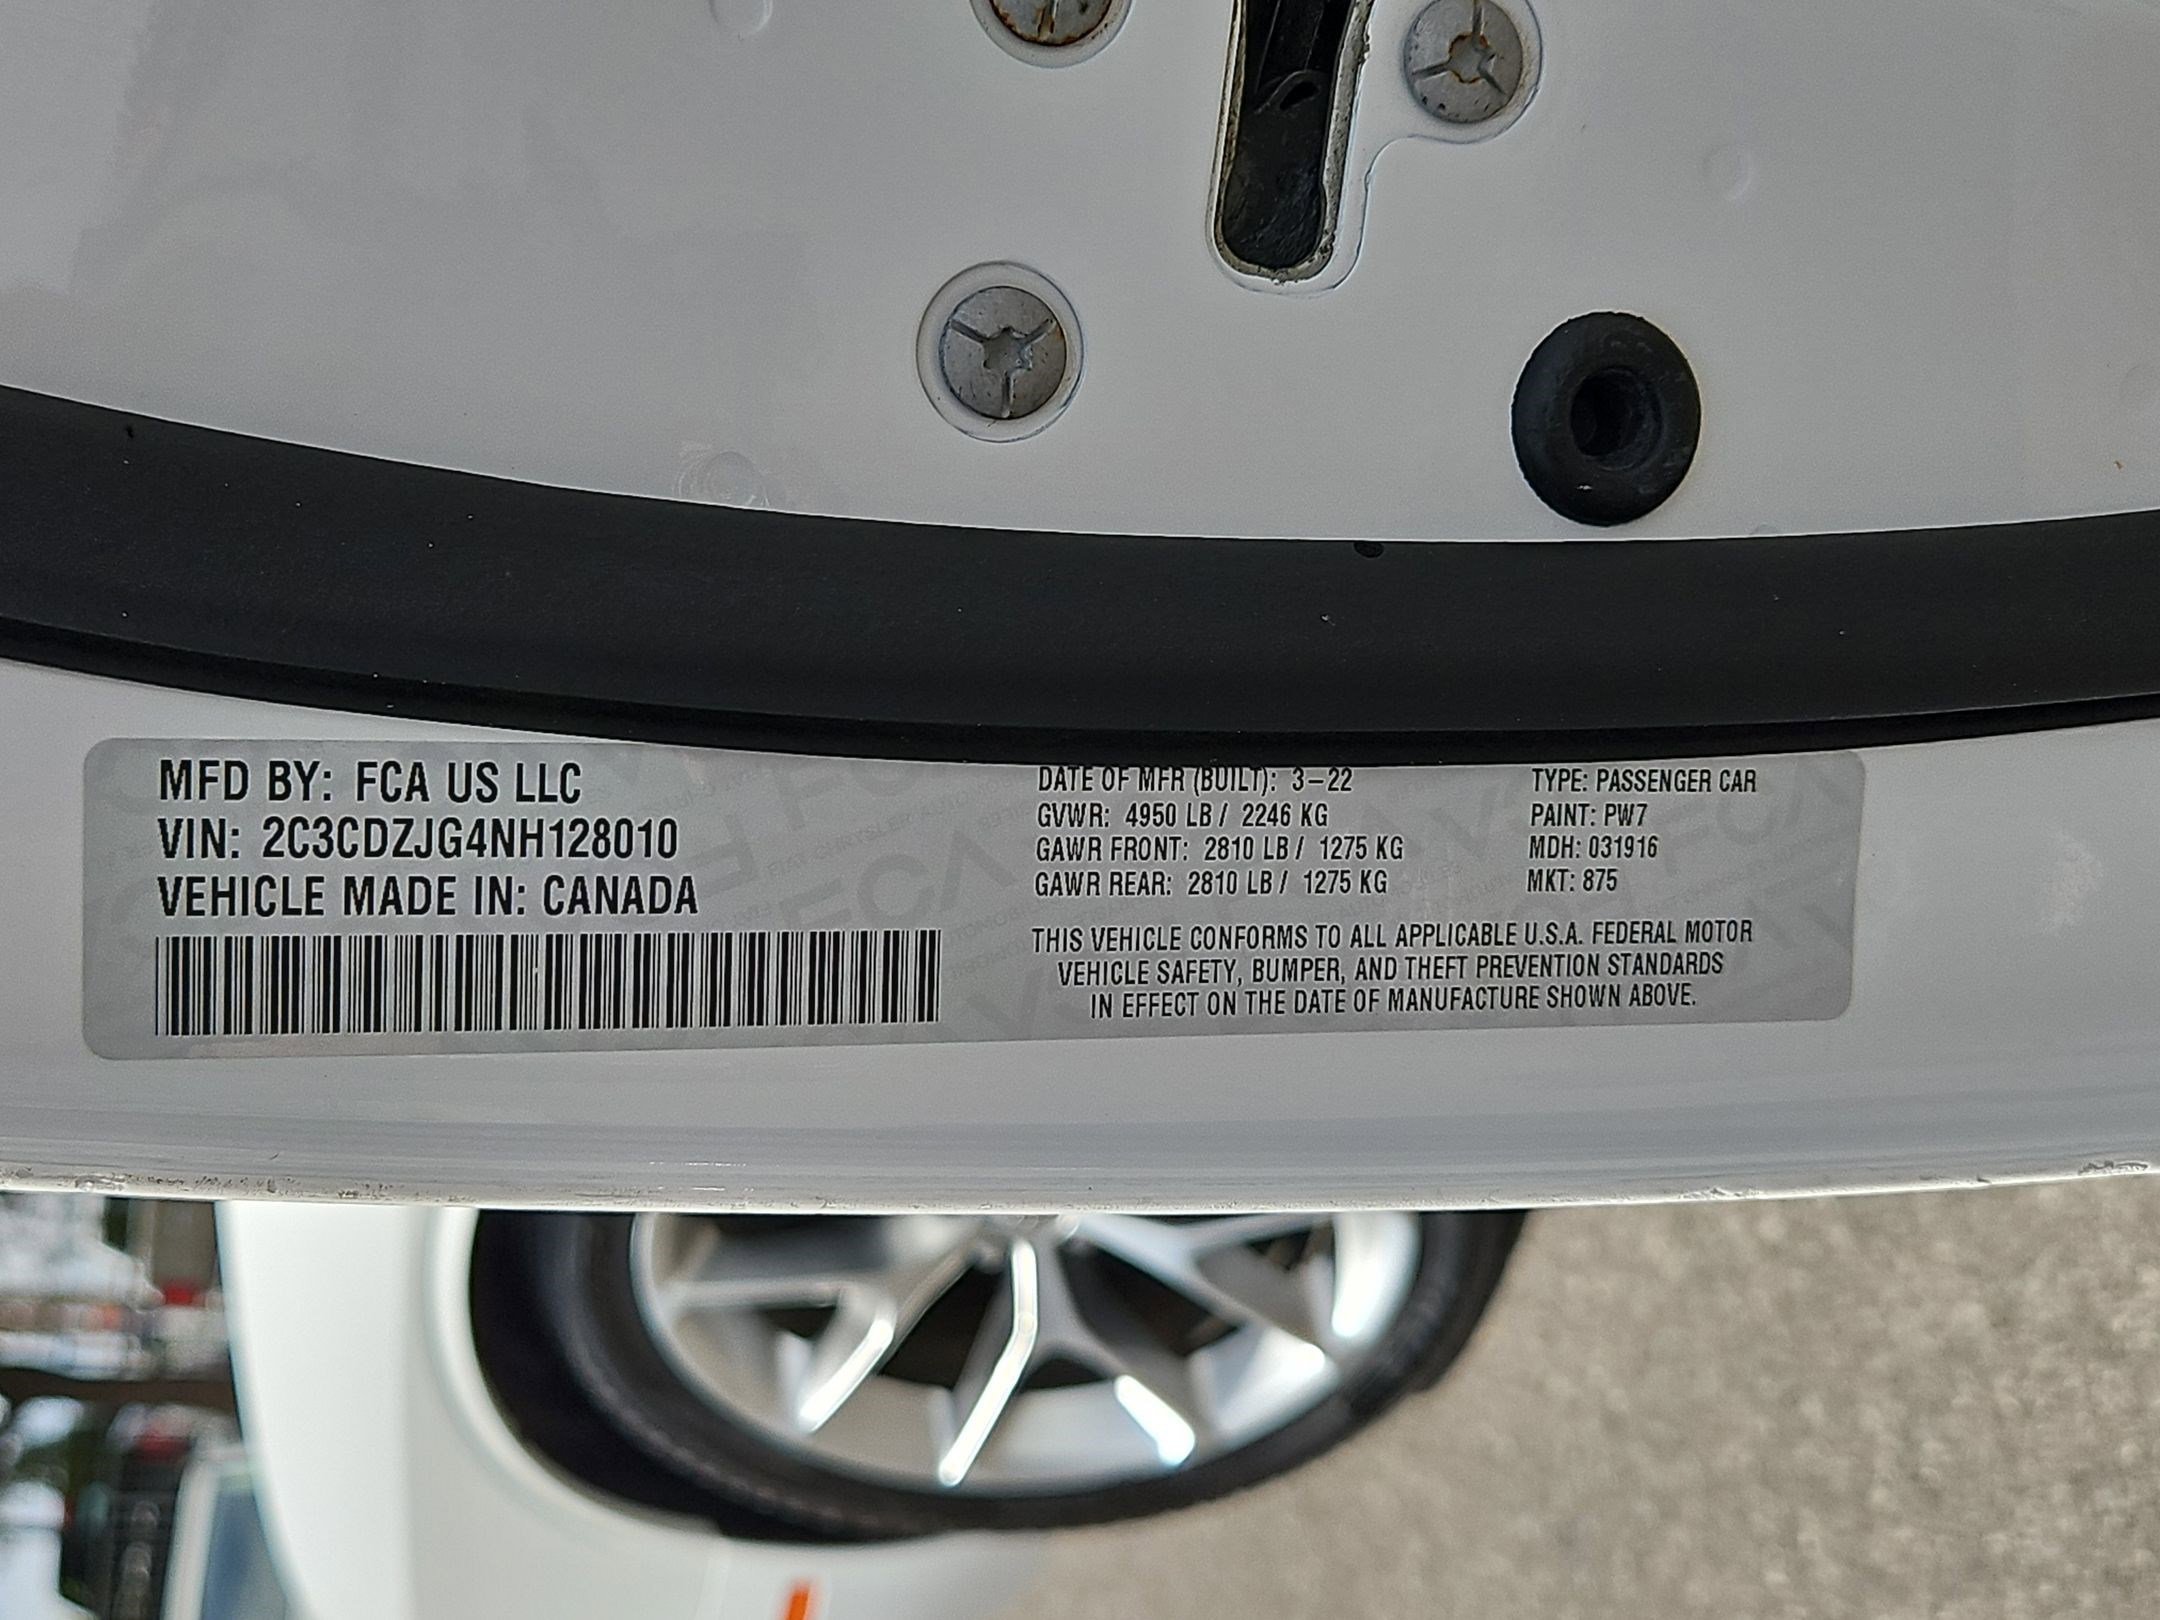 MFD BY: FCA US LLC
VIN: 2C3CDZJG4NH128010
VEHICLE MADE IN: CANADA
DATE OF MFR (BUILT): 3-22
GVWR: 4950 LB / 2246 KG
GAWR FRONT: 2810 LB / 1275 KG
GAWR REAR: 2810 LB / 1275 KG
TYPE: PASSENGER CAR
PAINT: PW7
MDH: 031916
MKT: 875
THIS VEHICLE CONFORMS TO ALL APPLICABLE U.S.A. FEDERAL MOTOR
VEHICLE SAFETY, BUMPER, AND THEFT PREVENTION STANDARDS
IN EFFECT ON THE DATE OF MANUFACTURE SHOWN ABOVE.